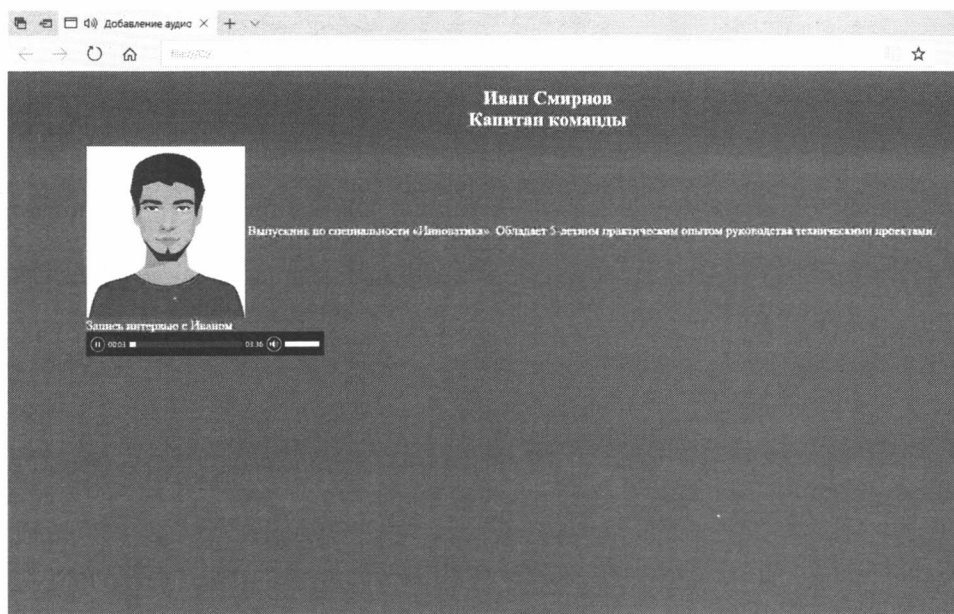 Добавление аудио
Иван Смирнов
Капитан команды
Выпускник по специальности «Инноватика». Обладает 5-летним практическим опытом руководства техническими проектами.
Запись интервью с Иваном
00:03
03:36